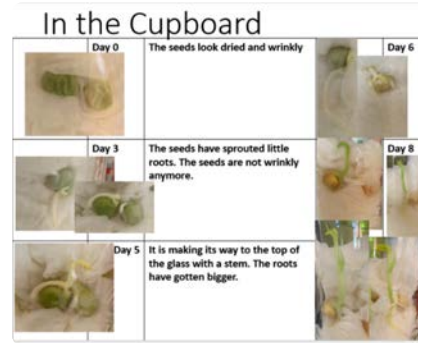 In the Cupboard
Day 0
The seeds look dried and wrinkly
Day 6
Day 3
The seeds have sprouted little
roots. The seeds are not wrinkly
anymore.
Day 8
Day 5
It is making its way to the top of
the glass with a stem. The roots
have gotten bigger.